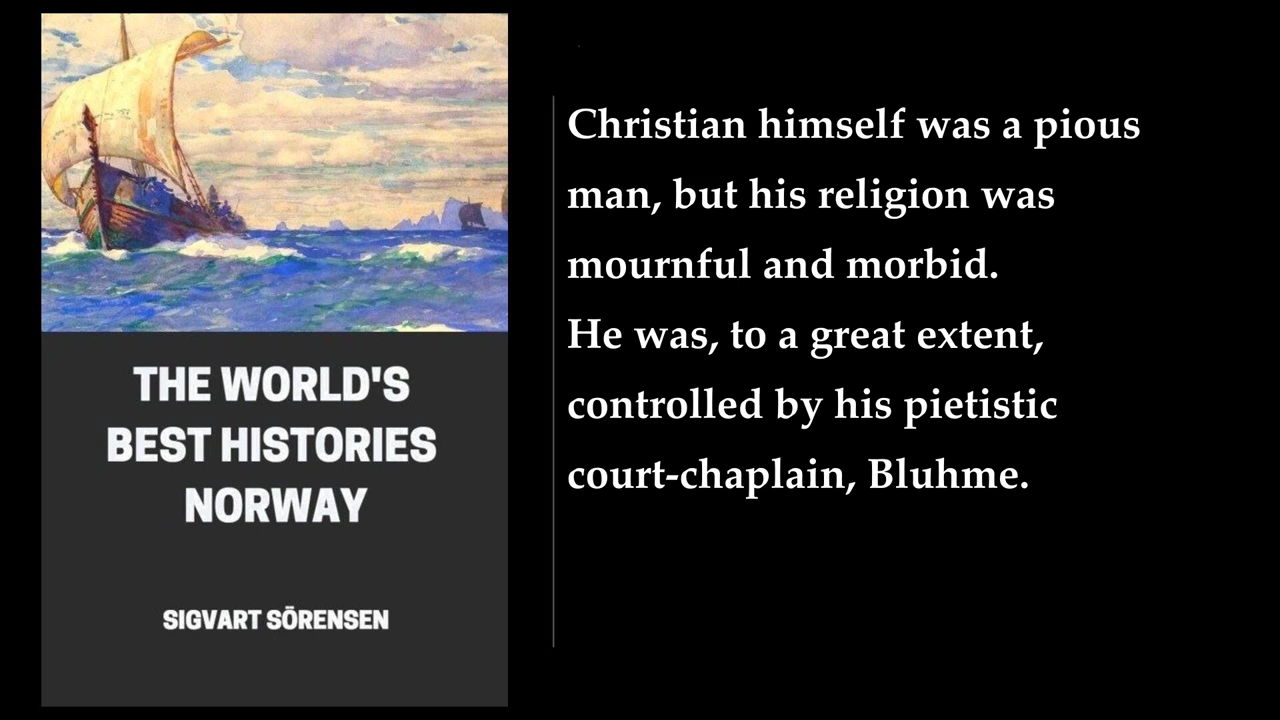 THE WORLD'S
BEST HISTORIES
NORWAY
SIGVART SÖRENSEN
Christian himself was a pious
man, but his religion was
mournful and morbid.
He was, to a great extent,
controlled by his pietistic
court-chaplain, Bluhme.